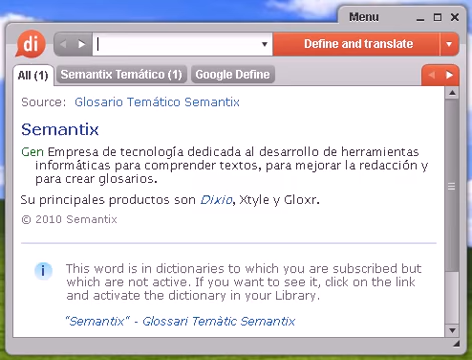 Menu
di
Define and translate
All (1)
Semantix Temático (1)
Google Define
Source: Glosario Temático Semantix
Semantix
Gen Empresa de tecnología dedicada al desarrollo de herramientas
informáticas para comprender textos, para mejorar la redacción y
para crear glosarios.
Su principales productos son Dixio, Xtyle y Gloxr.
© 2010 Semantix
i
This word is in dictionaries to which you are subscribed but
which are not active. If you want to see it, click on the link
and activate the dictionary in your Library.
"Semantix" - Glossari Temàtic Semantix